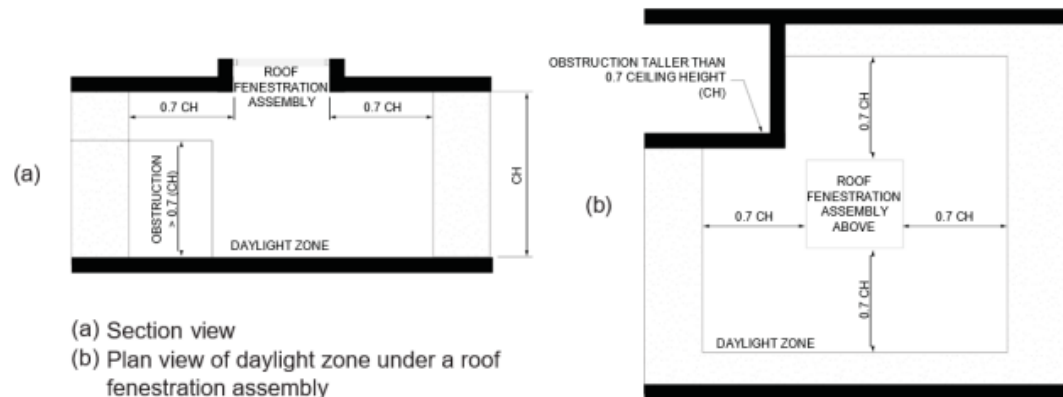 ROOF
FENESTRATION
ASSEMBLY
0.7 CH
0.7 CH
OBSTRUCTION
> 0.7 (CH)
CH
DAYLIGHT ZONE
(a)
(a) Section view
(b) Plan view of daylight zone under a roof
fenestration assembly
OBSTRUCTION TALLER THAN
0.7 CEILING HEIGHT
(CH)
0.7 CH
ROOF
FENESTRATION
ASSEMBLY
ABOVE
0.7 CH
0.7 CH
0.7 CH
DAYLIGHT ZONE
(b)